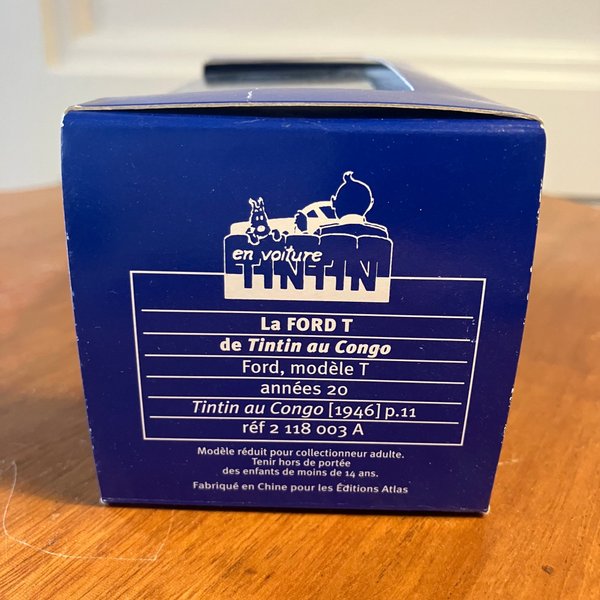 en voiture
TINTIN
La FORD T
de Tintin au Congo
Ford, modèle T
années 20
Tintin au Congo [1946] p.11
réf 2 118 003 A
Modèle réduit pour collectionneur adulte.
Tenir hors de portée
des enfants de moins de 14 ans.
Fabriqué en Chine pour les Éditions Atlas